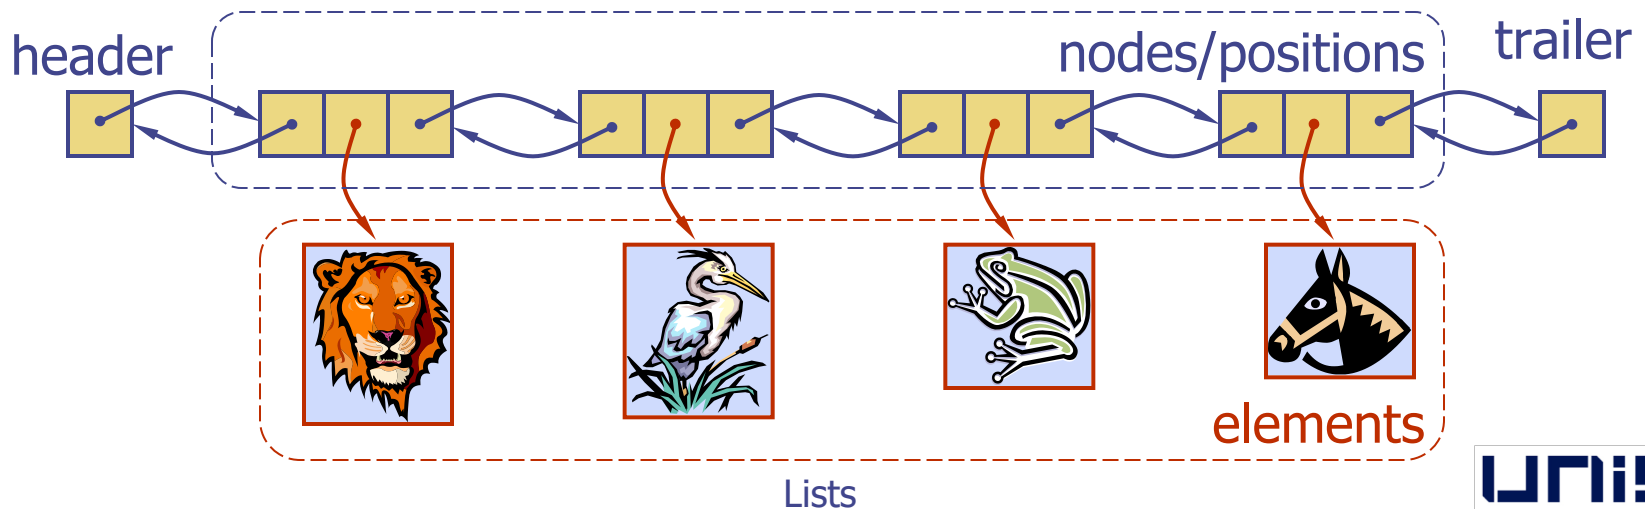 header
nodes/positions
trailer
elements
Lists